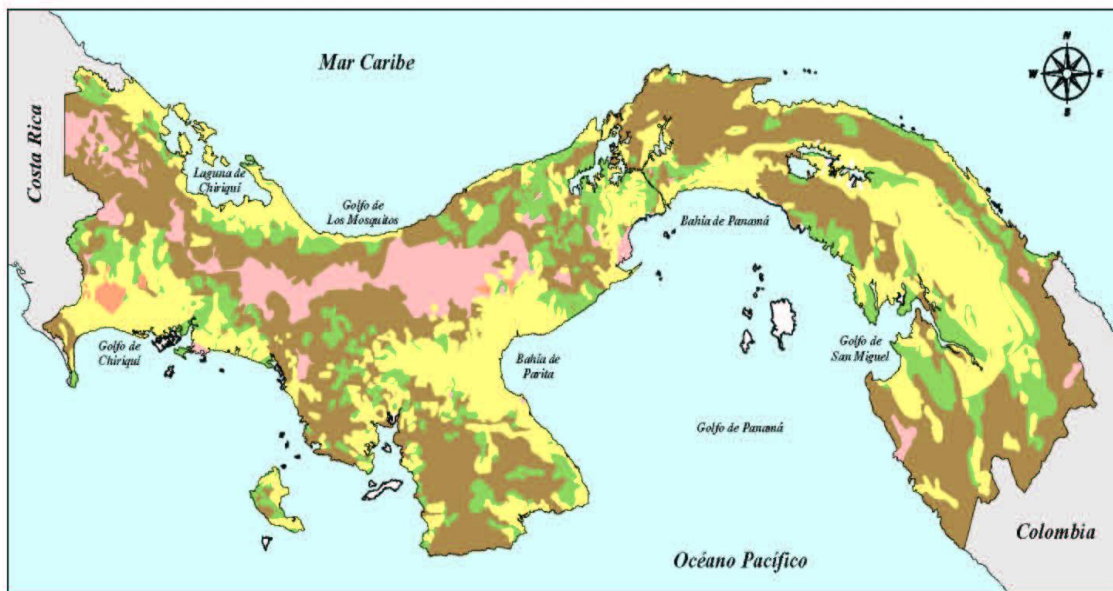 Mar Caribe
N
W
E
S
Costa Rica
Laguna de
Chiriquí
Golfo de
Los Mosquitos
Bahía de Panamá
Golfo de
Chiriquí
Bahía de
Parita
Golfo de
San Miguel
Golfo de Panamá
Colombia
Océano Pacífico